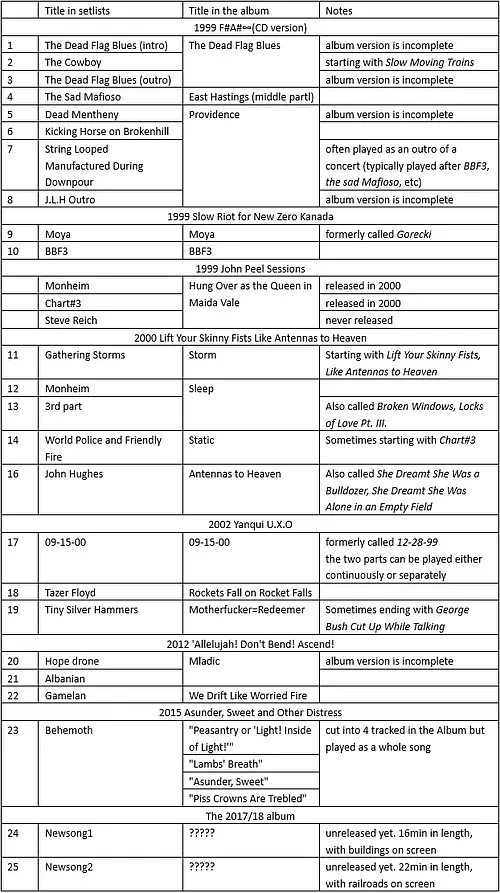 Title in setlists Title in the album Notes
1999 F#A#∞(CD version)
1 The Dead Flag Blues (intro) The Dead Flag Blues album version is incomplete
2 The Cowboy starting with Slow Moving Trains
3 The Dead Flag Blues (outro) album version is incomplete
4 The Sad Mafioso East Hastings (middle partl)
5 Dead Mentheny Providence album version is incomplete
6 Kicking Horse on Brokenhill
7 String Looped often played as an outro of a
Manufactured During concert (typically played after BBF3,
Downpour the sad Mafioso, etc)
8 J.L.H Outro album version is incomplete
1999 Slow Riot for New Zero Kanada
9 Moya Moya formerly called Gorecki
10 BBF3 BBF3
1999 John Peel Sessions
Monheim Hung Over as the Queen in released in 2000
Chart#3 Maida Vale released in 2000
Steve Reich never released
2000 Lift Your Skinny Fists Like Antennas to Heaven
11 Gathering Storms Storm Starting with Lift Your Skinny Fists,
Like Antennas to Heaven
12 Monheim Sleep
13 3rd part Also called Broken Windows, Locks
of Love Pt. III.
14 World Police and Friendly Static Sometimes starting with Chart#3
Fire
16 John Hughes Antennas to Heaven Also called She Dreamt She Was a
Bulldozer, She Dreamt She Was
Alone in an Empty Field
2002 Yanqui U.X.O
17 09-15-00 09-15-00 formerly called 12-28-99
the two parts can be played either
continuously or separately
18 Tazer Floyd Rockets Fall on Rocket Falls
19 Tiny Silver Hammers Motherfucker=Redeemer Sometimes ending with George
Bush Cut Up While Talking
2012 'Allelujah! Don't Bend! Ascend!
20 Hope drone Mladic album version is incomplete
21 Albanian
22 Gamelan We Drift Like Worried Fire
2015 Asunder, Sweet and Other Distress
23 Behemoth "Peasantry or 'Light! Inside cut into 4 tracked in the Album but
of Light!'" played as a whole song
"Lambs' Breath"
"Asunder, Sweet"
"Piss Crowns Are Trebled"
The 2017/18 album
24 Newsong1 ????? unreleased yet. 16min in length,
with buildings on screen
25 Newsong2 ????? unreleased yet. 22min in length,
with railroads on screen